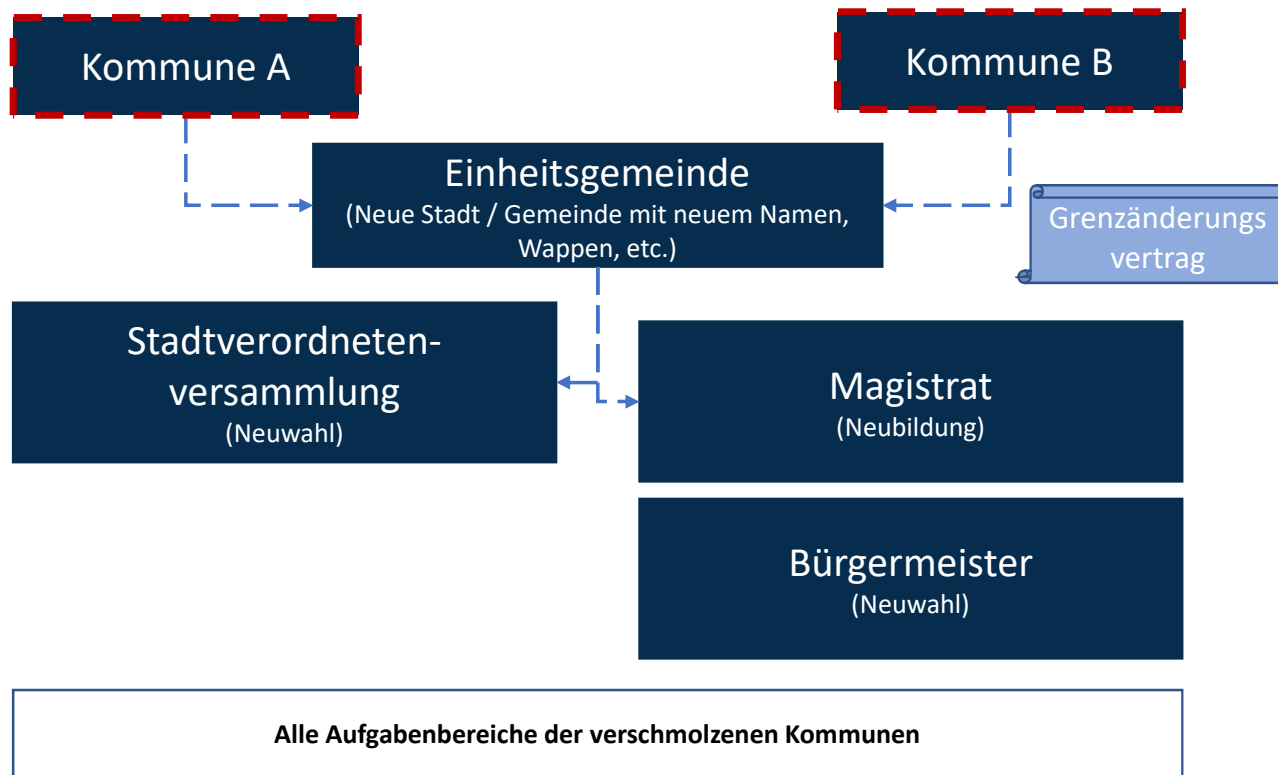 Kommune A
Kommune B
Einheitsgemeinde
(Neue Stadt / Gemeinde mit neuem Namen,
Wappen, etc.)
Grenzänderungs
vertrag
Stadtverordneten-
versammlung
(Neuwahl)
Magistrat
(Neubildung)
Bürgermeister
(Neuwahl)
Alle Aufgabenbereiche der verschmolzenen Kommunen